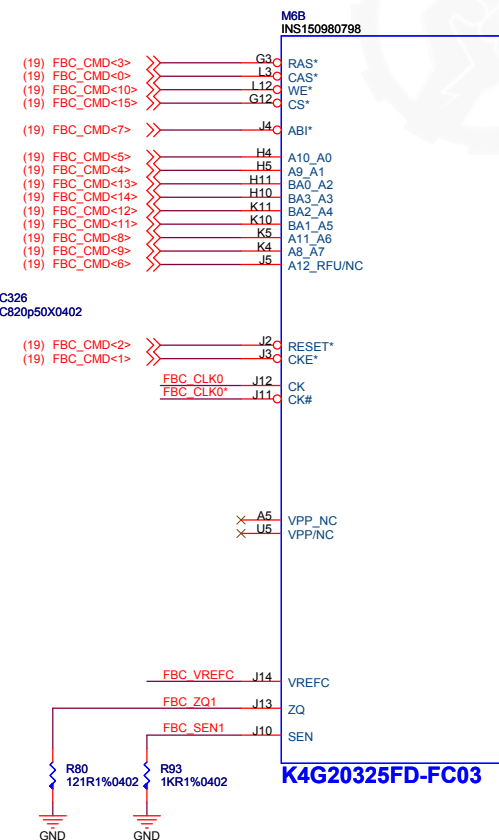 M6B
INS150980798
(19) FBC_CMD<3> G3 RAS*
(19) FBC_CMD<0> L3 CAS*
(19) FBC_CMD<10> L12 WE*
(19) FBC_CMD<15> G12 CS*
(19) FBC_CMD<7> J4 ABI*
(19) FBC_CMD<5> H4 A10_A0
(19) FBC_CMD<4> H5 A9_A1
(19) FBC_CMD<13> H11 BA0_A2
(19) FBC_CMD<14> H10 BA3_A3
(19) FBC_CMD<12> K11 BA2_A4
(19) FBC_CMD<11> K10 BA1_A5
(19) FBC_CMD<8> K5 A11_A6
(19) FBC_CMD<9> K4 A8_A7
(19) FBC_CMD<6> J5 A12_RFU/NC
C326
C820p50X0402
(19) FBC_CMD<2> J2 RESET*
(19) FBC_CMD<1> J3 CKE*
FBC_CLK0 J12 CK
FBC_CLK0* J11 CK#
A5 VPP_NC
U5 VPP/NC
FBC_VREFC J14 VREFC
FBC_ZQ1 J13 ZQ
FBC_SEN1 J10 SEN
R80 R93
121R1%0402 1KR1%0402
K4G20325FD-FC03
GND GND